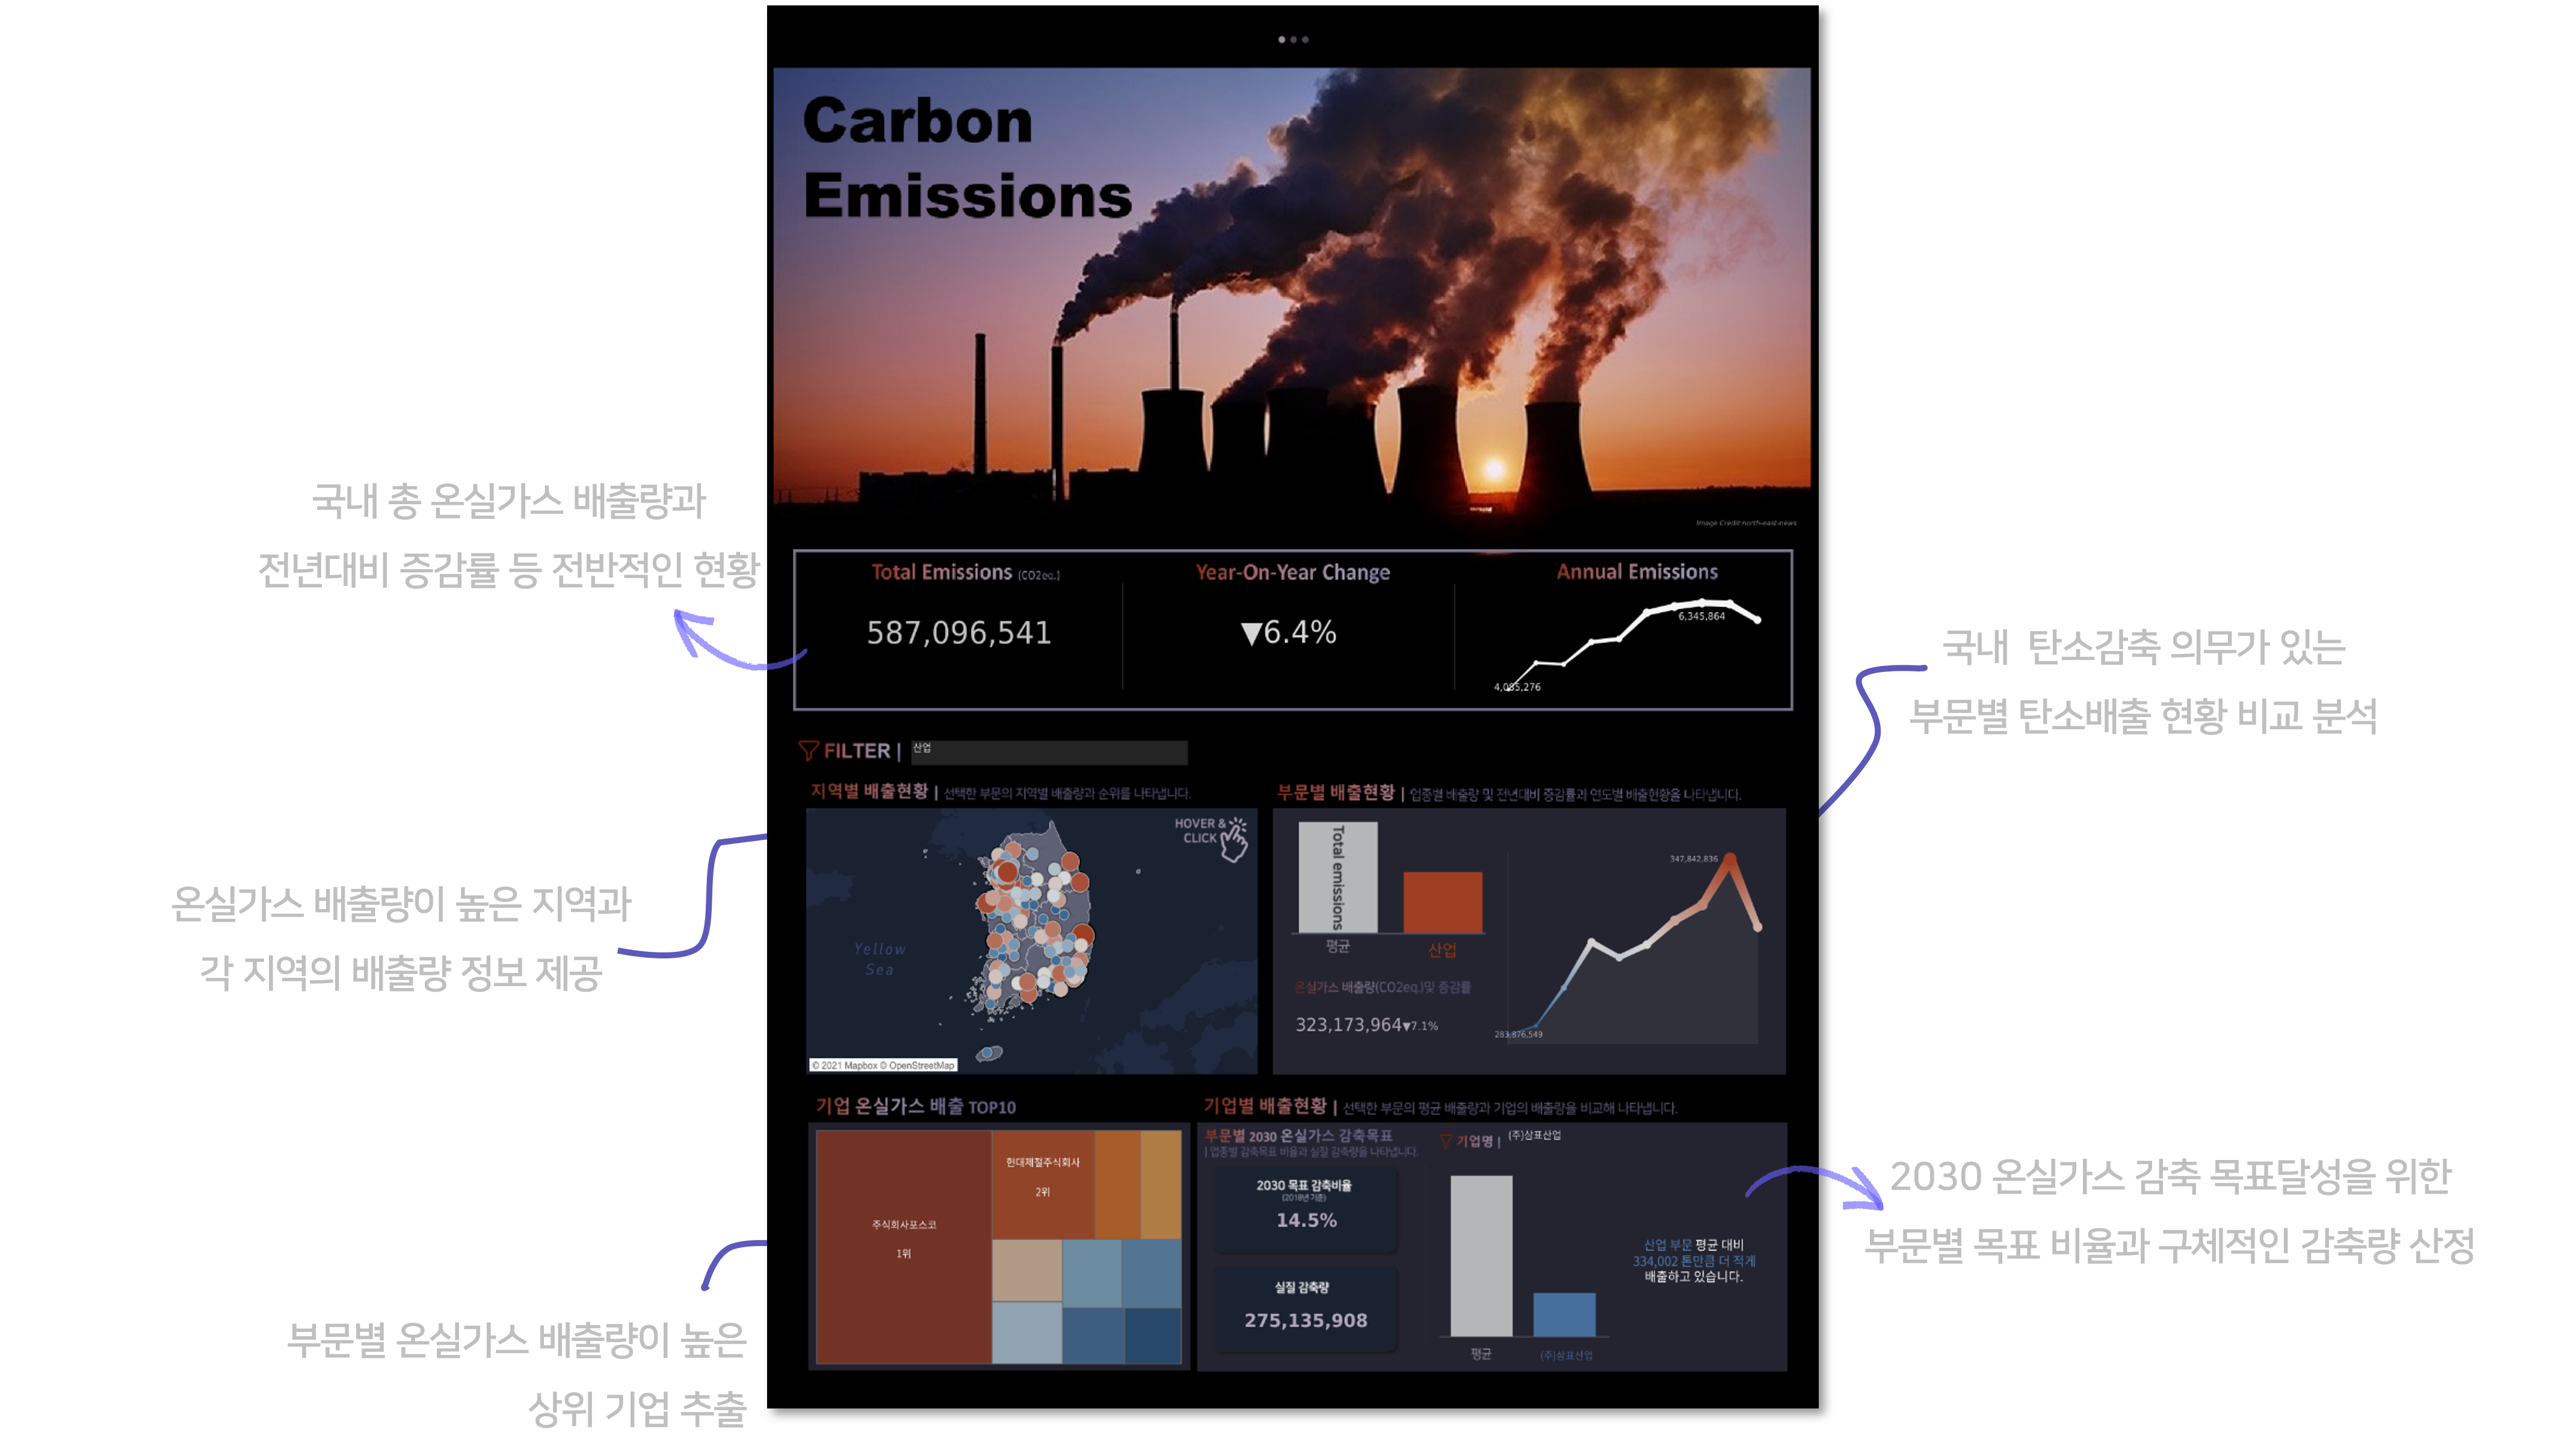 Carbon
Emissions
Image Credit:north-east-news
국내 총 온실가스 배출량과
전년대비 증감률 등 전반적인 현황
Total Emissions (CO2eq.)
587,096,541
Year-On-Year Change
▼6.4%
Annual Emissions
6,345,864
4,085,276
국내 탄소감축 의무가 있는
부문별 탄소배출 현황 비교 분석
FILTER | 산업
지역별 배출현황 | 선택한 부문의 지역별 배출량과 순위를 나타냅니다.
HOVER &
CLICK
Yellow
Sea
© 2021 Mapbox © OpenStreetMap
온실가스 배출량이 높은 지역과
각 지역의 배출량 정보 제공
부문별 배출현황 | 업종별 배출량 및 전년대비 증감률과 연도별 배출현황을 나타냅니다.
Total emissions
평균
산업
온실가스 배출량(CO2eq.)및 증감률
323,173,964▼7.1%
347,842,836
283,376,549
기업 온실가스 배출 TOP10
주식회사포스코
1위
현대제철주식회사
2위
부문별 온실가스 배출량이 높은
상위 기업 추출
기업별 배출현황 | 선택한 부문의 평균 배출량과 기업의 배출량을 비교해 나타냅니다.
부문별 2030 온실가스 감축목표
| 업종별 감축목표 비율과 실질 감축량을 나타냅니다.
2030 목표 감축비율
(2018년 기준)
14.5%
실질 감축량
275,135,908
기업명 | (주)삼표산업
평균
(주)삼표산업
산업 부문 평균 대비
334,002 톤만큼 더 적게
배출하고 있습니다.
2030 온실가스 감축 목표달성을 위한
부문별 목표 비율과 구체적인 감축량 산정